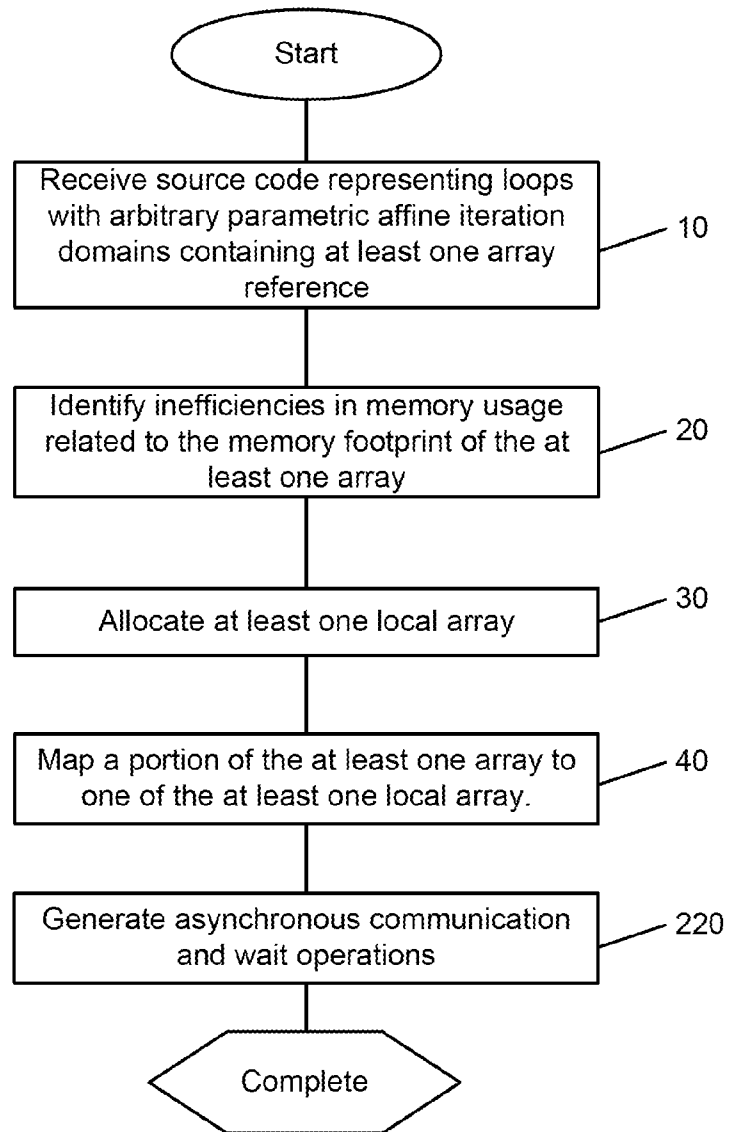 Start
Receive source code representing loops
with arbitrary parametric affine iteration
domains containing at least one array
reference
10
Identify inefficiencies in memory usage
related to the memory footprint of the at
least one array
20
Allocate at least one local array
30
Map a portion of the at least one array to
one of the at least one local array.
40
Generate asynchronous communication
and wait operations
220
Complete